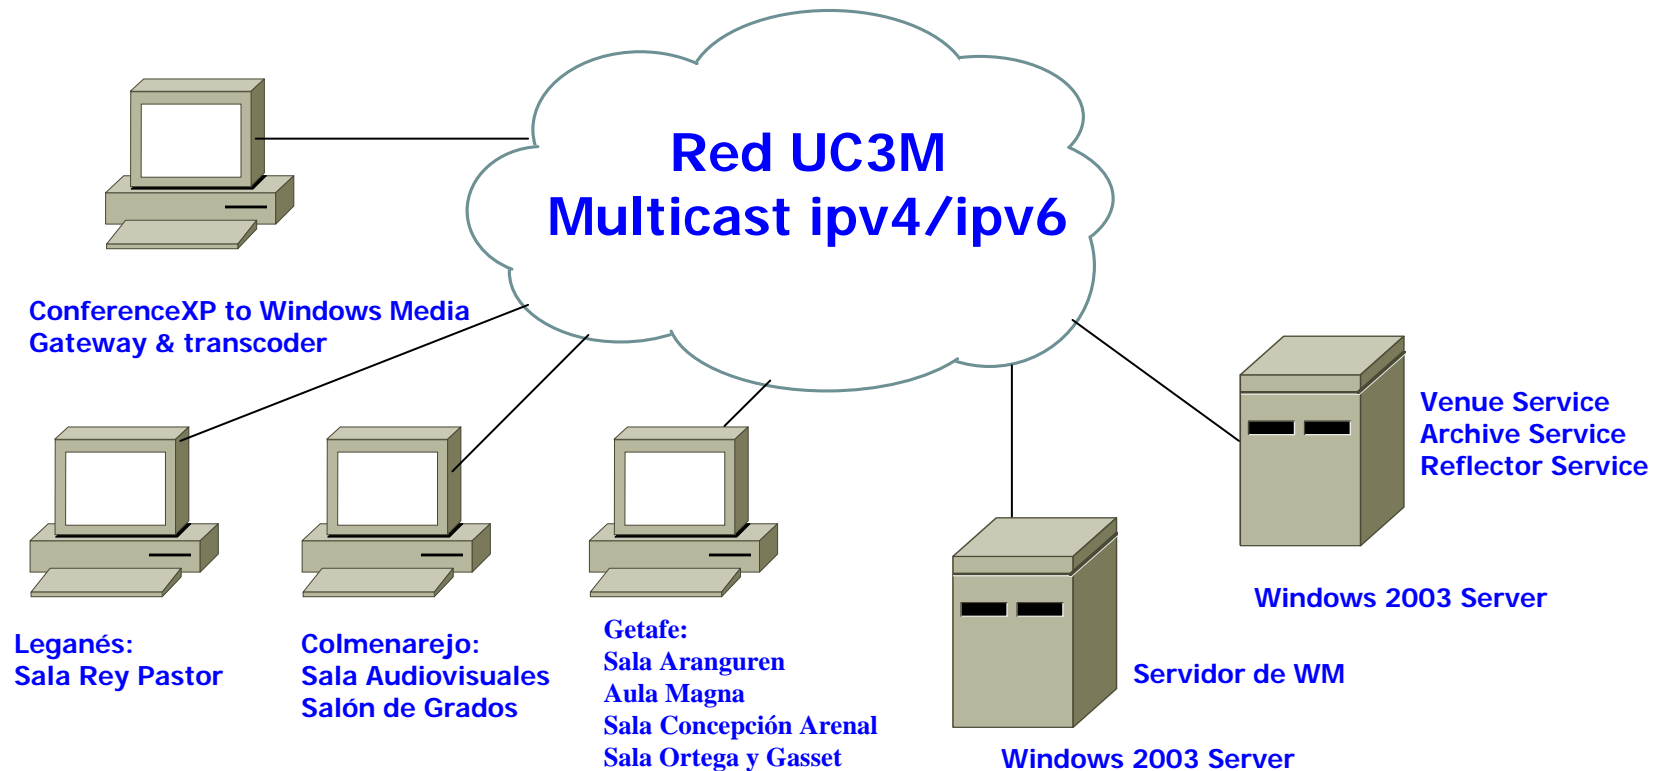 Red UC3M
Multicast ipv4/ipv6
ConferenceXP to Windows Media
Gateway & transcoder
Venue Service
Archive Service
Reflector Service
Windows 2003 Server
Leganés:
Sala Rey Pastor
Colmenarejo:
Sala Audiovisuales
Salón de Grados
Getafe:
Sala Aranguren
Aula Magna
Sala Concepción Arenal
Sala Ortega y Gasset
Servidor de WM
Windows 2003 Server